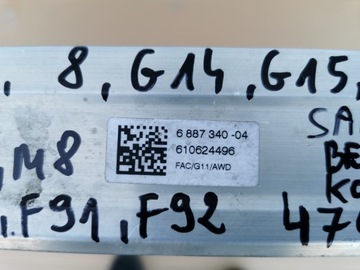 , 8, G14, G15,
6 887 340 -04
610624496
FAC/G11/AWD
SA
, M8
BE
KO
, F91, F92 47